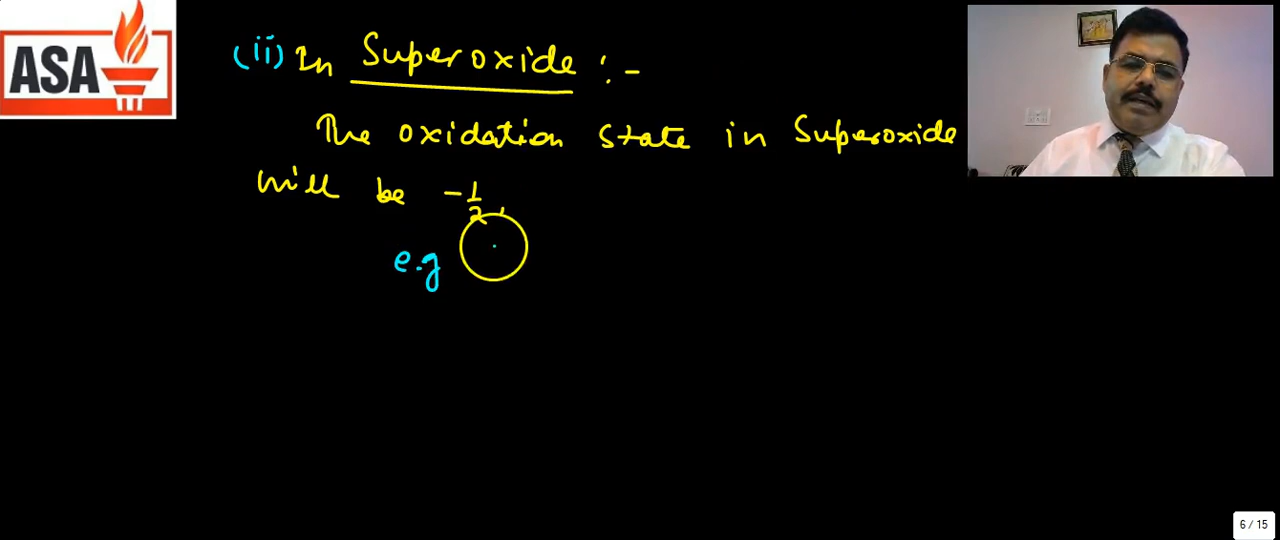 ASA
(ii) In Superoxide :-
The oxidation state in Superoxide
will be -1/2,
e.g
6 / 15